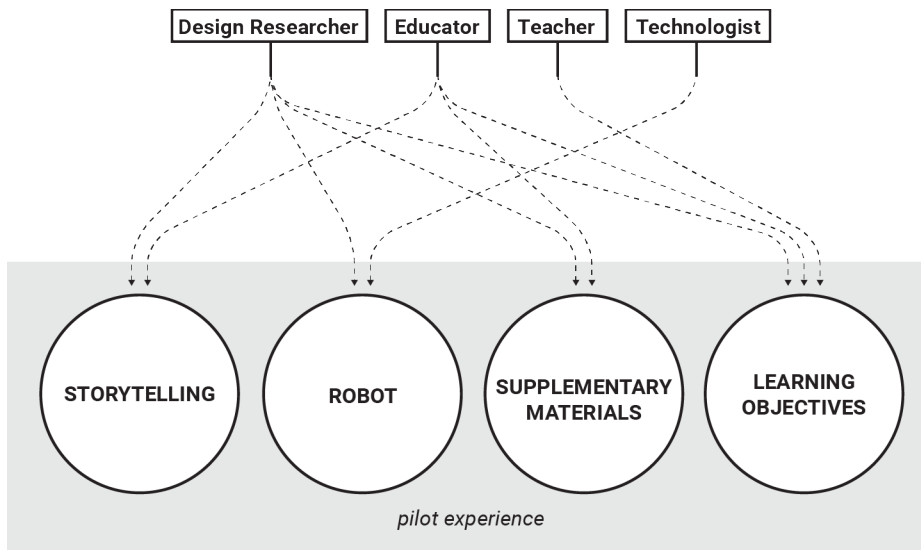 Design Researcher
Educator
Teacher
Technologist
STORYTELLING
ROBOT
SUPPLEMENTARY
MATERIALS
LEARNING
OBJECTIVES
pilot experience